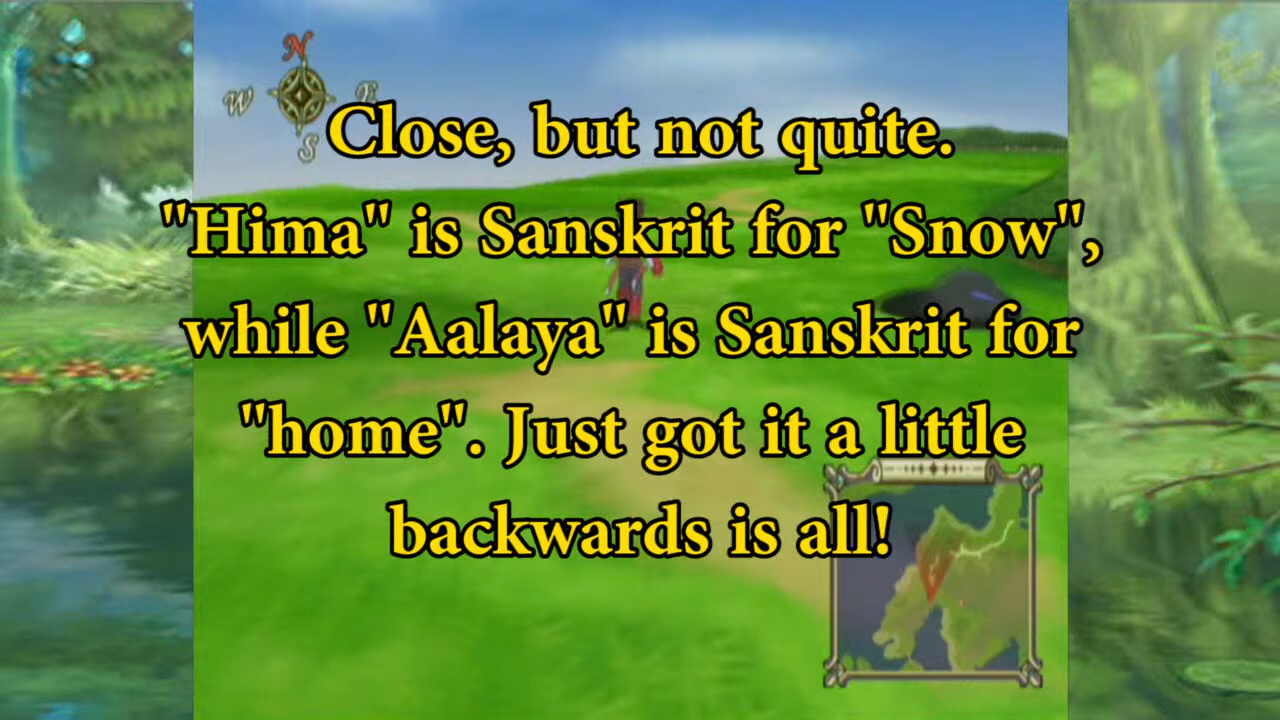 N
W
E
S
Close, but not quite.
"Hima" is Sanskrit for "Snow",
while "Aalaya" is Sanskrit for
"home". Just got it a little
backwards is all!